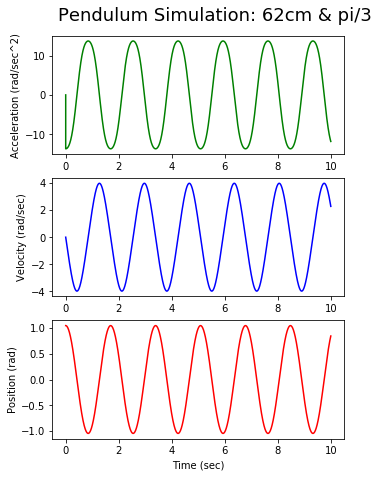 Pendulum Simulation: 62cm & pi/3
Acceleration (rad/sec^2)
10
0
−10
0 2 4 6 8 10
Velocity (rad/sec)
4
2
0
−2
−4
0 2 4 6 8 10
Position (rad)
1.0
0.5
0.0
−0.5
−1.0
0 2 4 6 8 10
Time (sec)